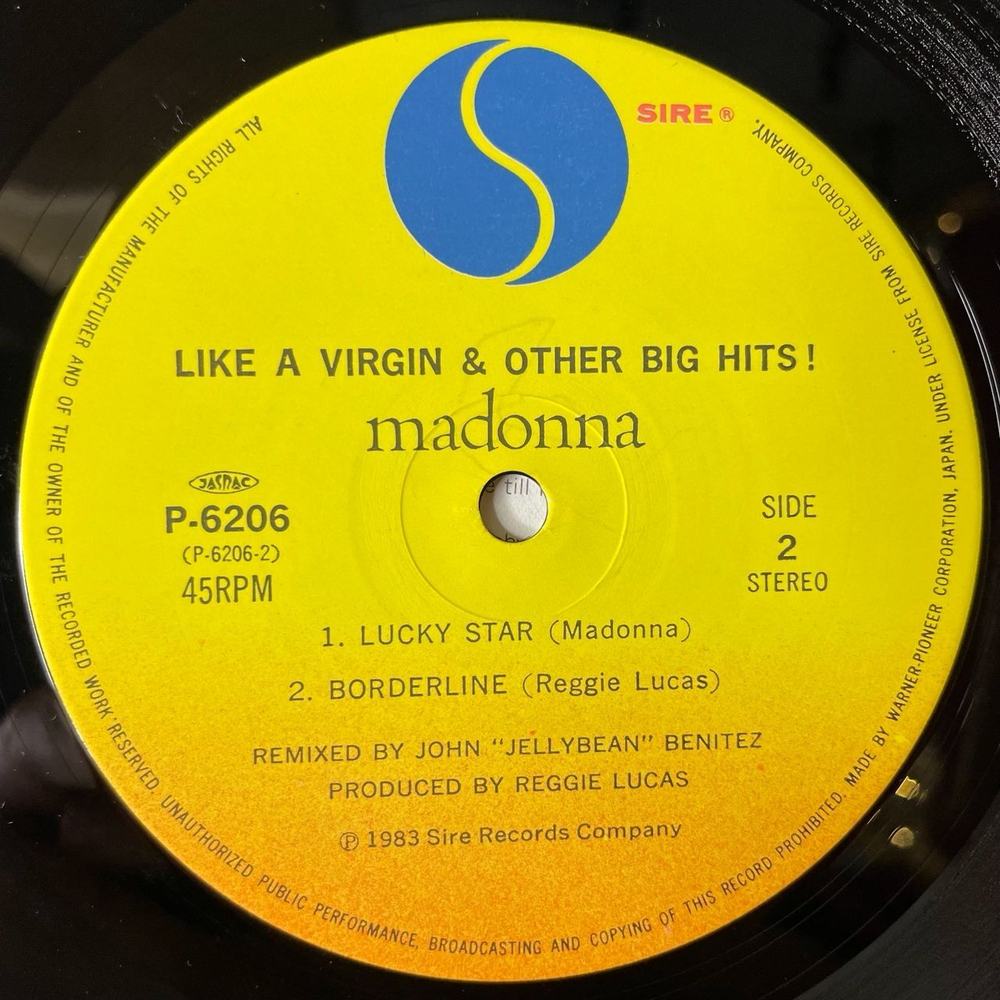 SIRE ®
LIKE A VIRGIN & OTHER BIG HITS!
madonna
JASRAC
P-6206
(P-6206-2)
45RPM
SIDE
2
STEREO
till
1. LUCKY STAR (Madonna)
2. BORDERLINE (Reggie Lucas)
REMIXED BY JOHN "JELLYBEAN" BENITEZ
PRODUCED BY REGGIE LUCAS
Ⓟ 1983 Sire Records Company
ALL RIGHTS OF THE MANUFACTURER AND OF THE OWNER OF THE RECORDED WORK RESERVED. UNAUTHORIZED PUBLIC PERFORMANCE, BROADCASTING AND COPYING OF THIS RECORD PROHIBITED. MADE BY WARNER-PIONEER CORPORATION, JAPAN. UNDER LICENSE FROM SIRE RECORDS COMPANY.